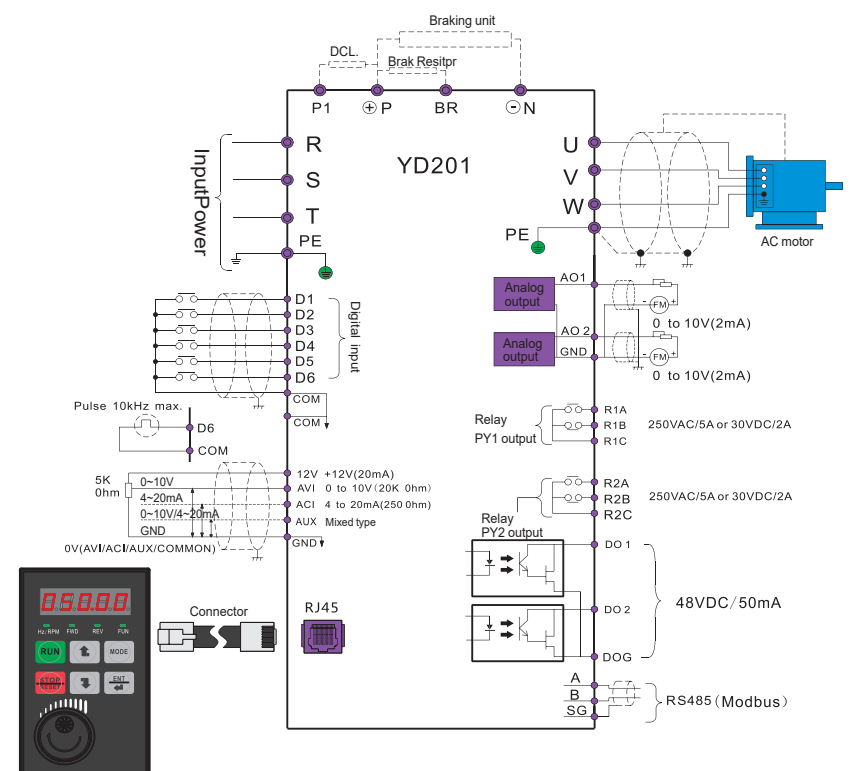 Braking unit
DCL.
Brak Resitpr
P1
⊕ P
BR
⊖ N
InputPower
R
S
T
PE
YD201
U
V
W
PE
AC motor
D1
D2
D3
D4
D5
D6
COM
COM
Digital input
Pulse 10kHz max.
D6
COM
Analog output
AO1
FM
- +
0 to 10V(2mA)
Analog output
AO 2
GND
FM
- +
0 to 10V(2mA)
Relay
PY1 output
R1A
R1B
R1C
250VAC/5A or 30VDC/2A
5K
0hm
0~10V
4~20mA
0~10V/4~20mA
GND
0V(AVI/ACI/AUX/COMMON)
12V +12V(20mA)
AVI 0 to 10V(20K 0hm)
ACI 4 to 20mA(250 0hm)
AUX Mixed type
GND
Relay
PY2 output
R2A
R2B
R2C
250VAC/5A or 30VDC/2A
DO 1
DO 2
DOG
48VDC/50mA
A
B
SG
RS485(Modbus)
050.00
Hz/RPM FWD REV FUN
RUN
MODE
STOP
RESET
ENT
Connector
RJ45